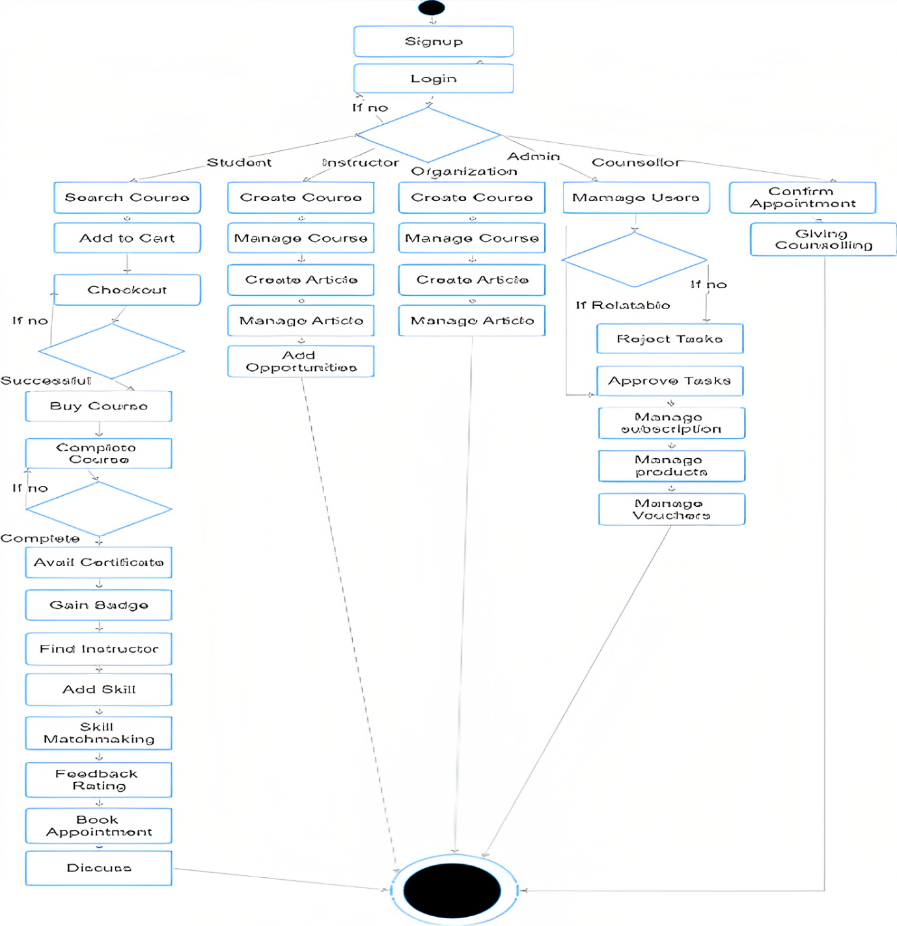 Signup
Login
If no
Student
Instructor
Organization
Admin
Counsellor
Search Course
Add to Cart
Checkout
If no
Successful
Buy Course
Complete
Course
If no
Complete
Avail Certificate
Gain Badge
Find Instructor
Add Skill
Skill
Matchmaking
Feedback
Rating
Book
Appointment
Discuss
Create Course
Manage Course
Create Article
Manage Article
Add
Opportunities
Create Course
Manage Course
Create Article
Manage Article
Mamage Users
If no
If Relatable
Reject Tasks
Approve Tasks
Manage
subscription
Manage
products
Manage
Vouchers
Confirm
Appointment
Giving
Counselling